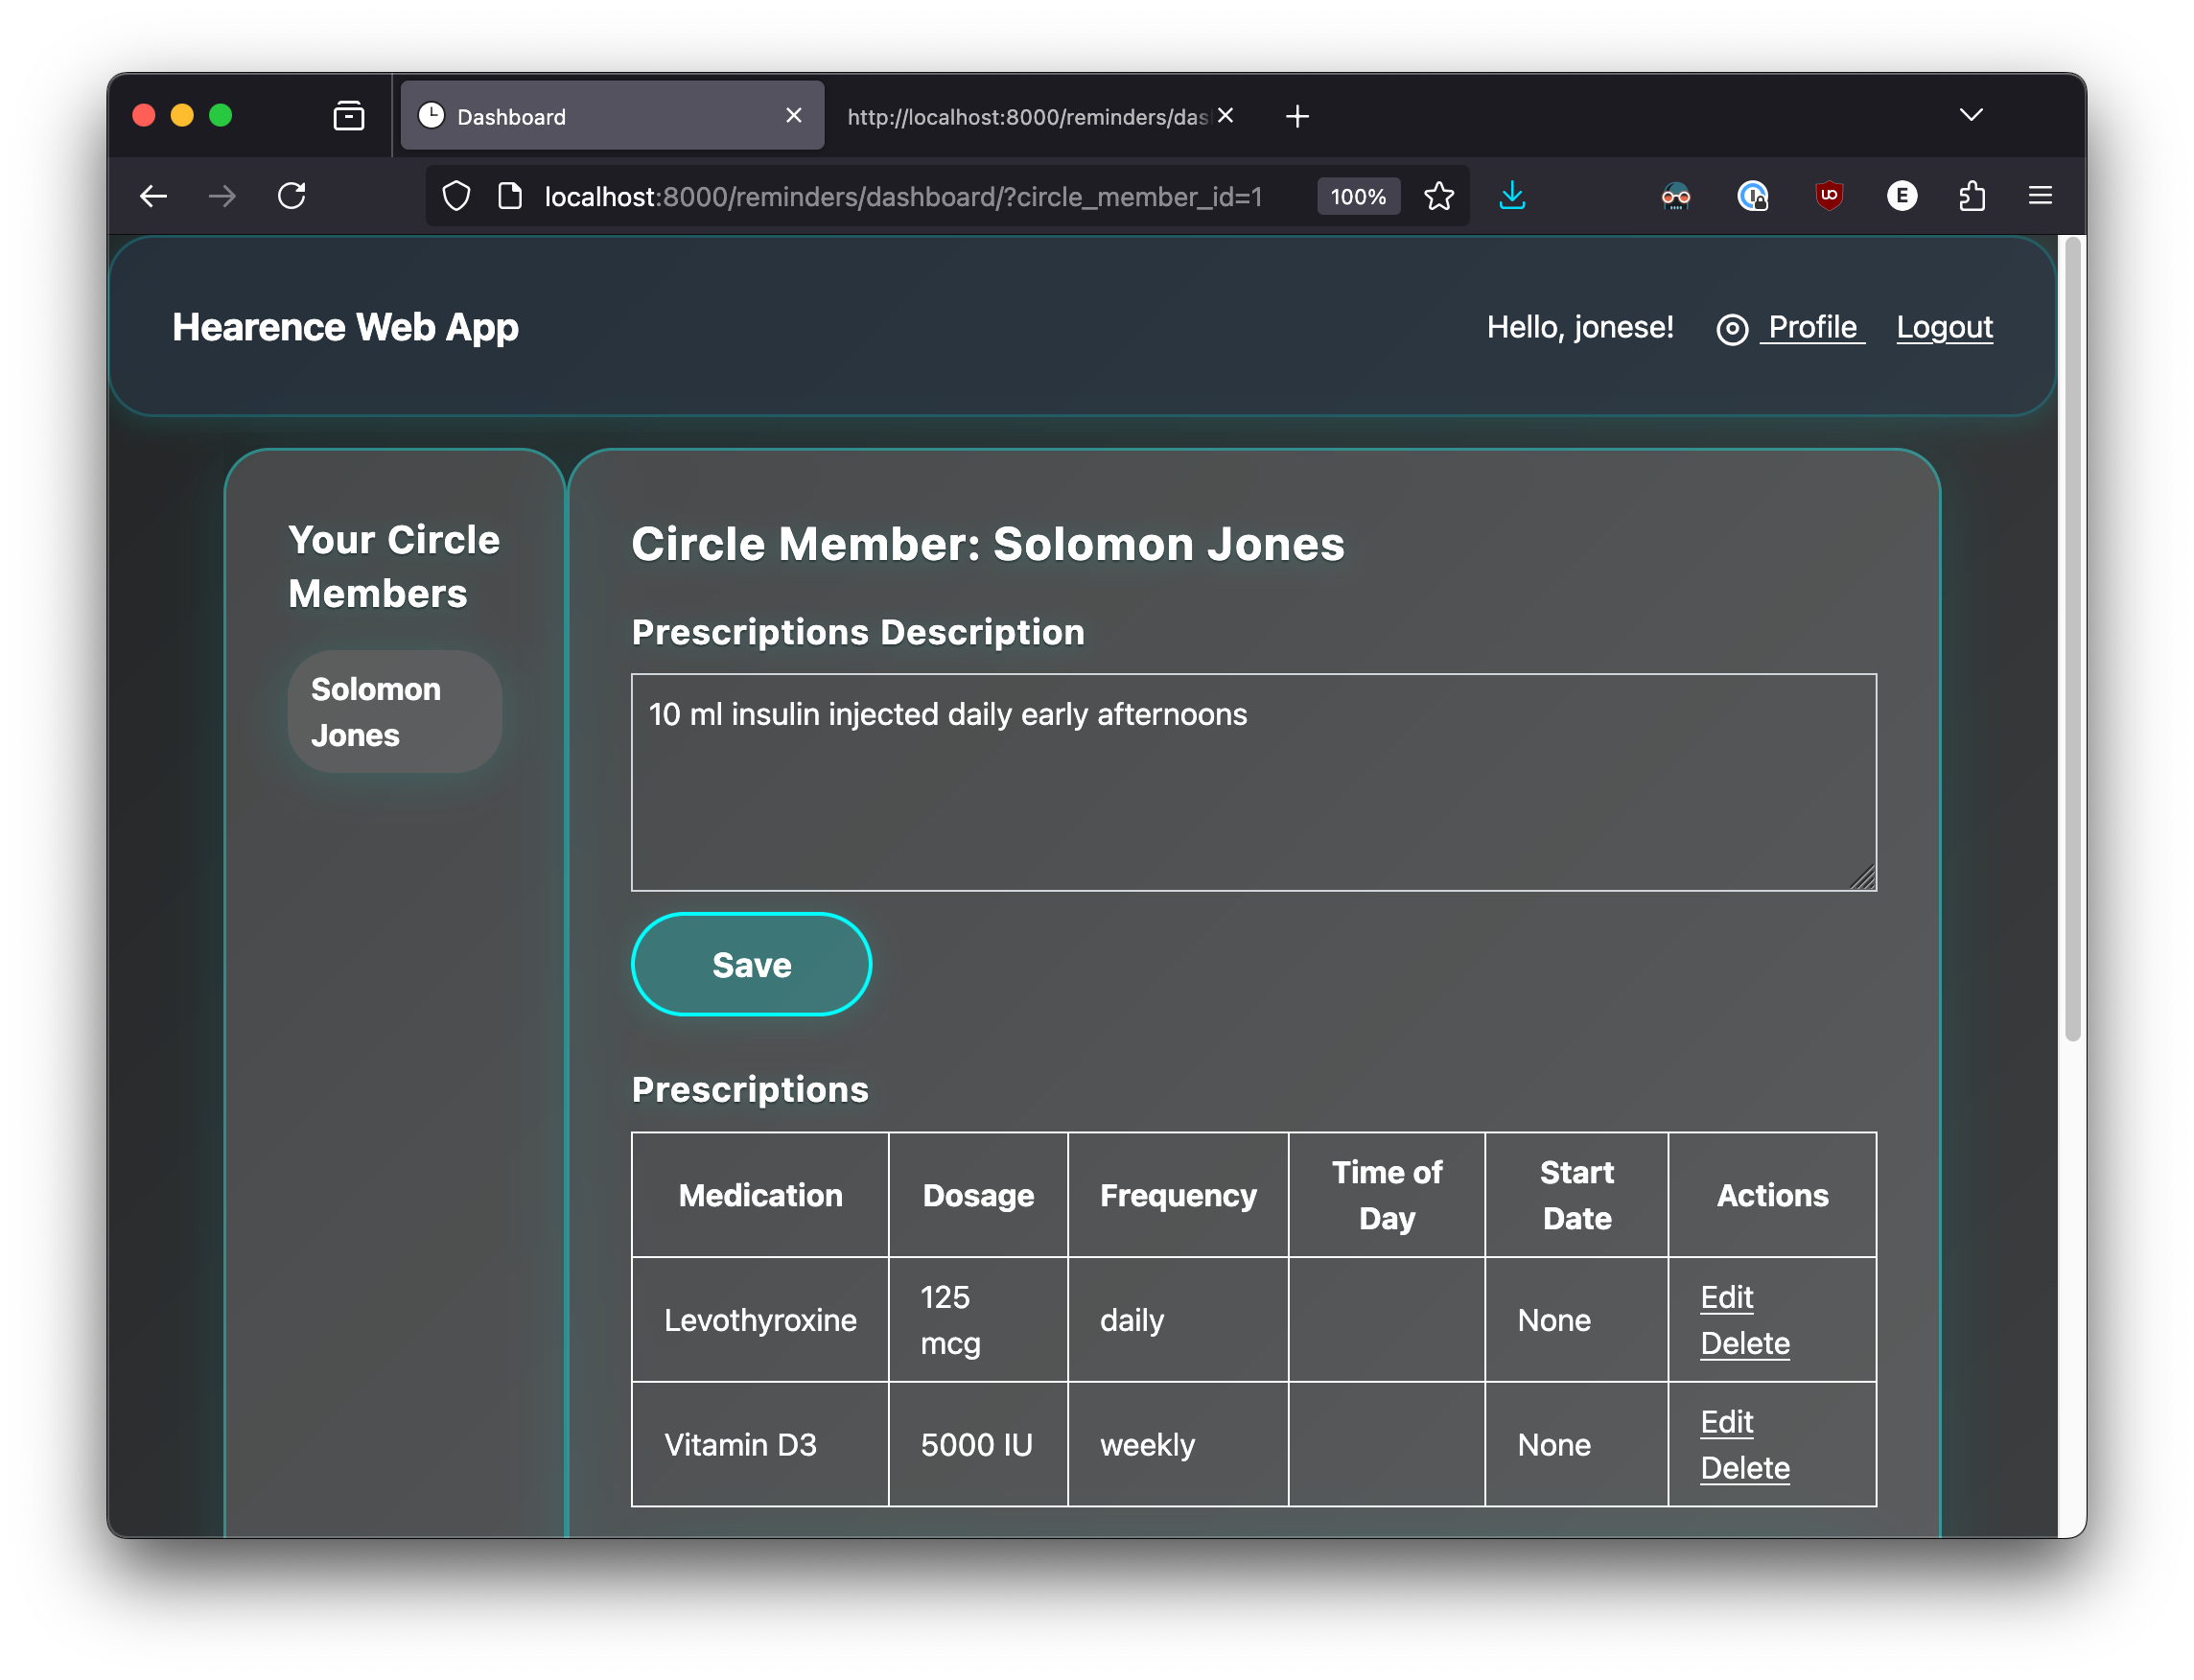 Dashboard
http://localhost:8000/reminders/das
localhost:8000/reminders/dashboard/?circle_member_id=1
100%
E
Hearence Web App
Hello, jonese!
Profile
Logout
Your Circle
Members
Solomon
Jones
Circle Member: Solomon Jones
Prescriptions Description
10 ml insulin injected daily early afternoons
Save
Prescriptions
Medication
Dosage
Frequency
Time of
Day
Start
Date
Actions
Levothyroxine
125
mcg
daily
None
Edit
Delete
Vitamin D3
5000 IU
weekly
None
Edit
Delete